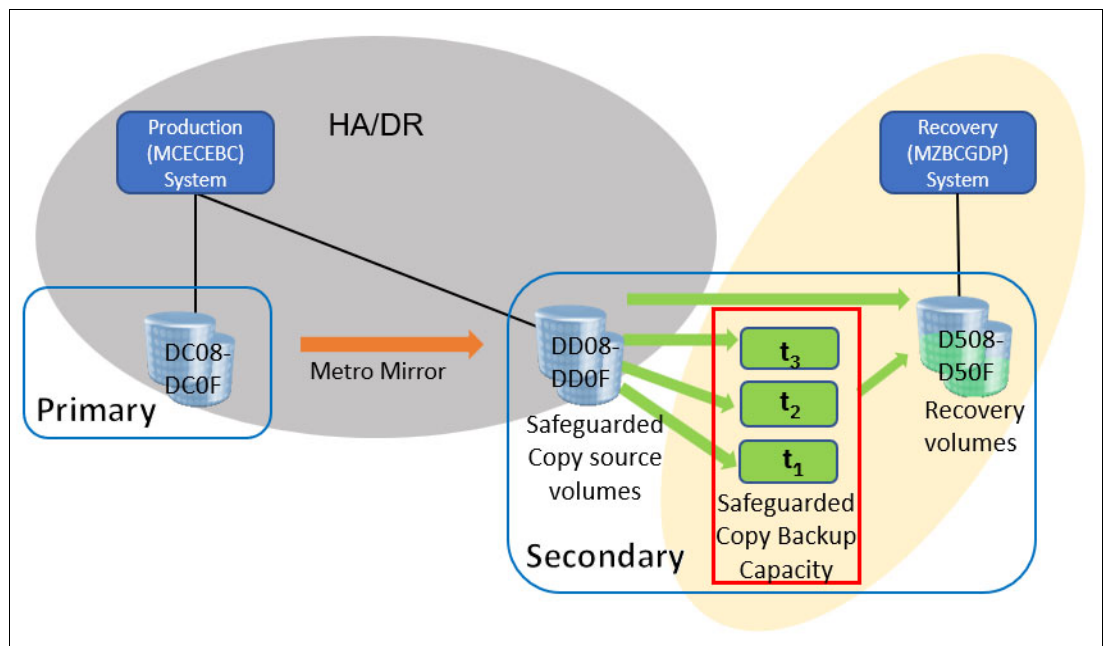 HA/DR
Production
(MCECEBC)
System
Recovery
(MZBCGDP)
System
DC08-
DC0F
Primary
Metro Mirror
DD08-
DD0F
Safeguarded
Copy source
volumes
t3
t2
t1
Safeguarded
Copy Backup
Capacity
D508-
D50F
Recovery
volumes
Secondary